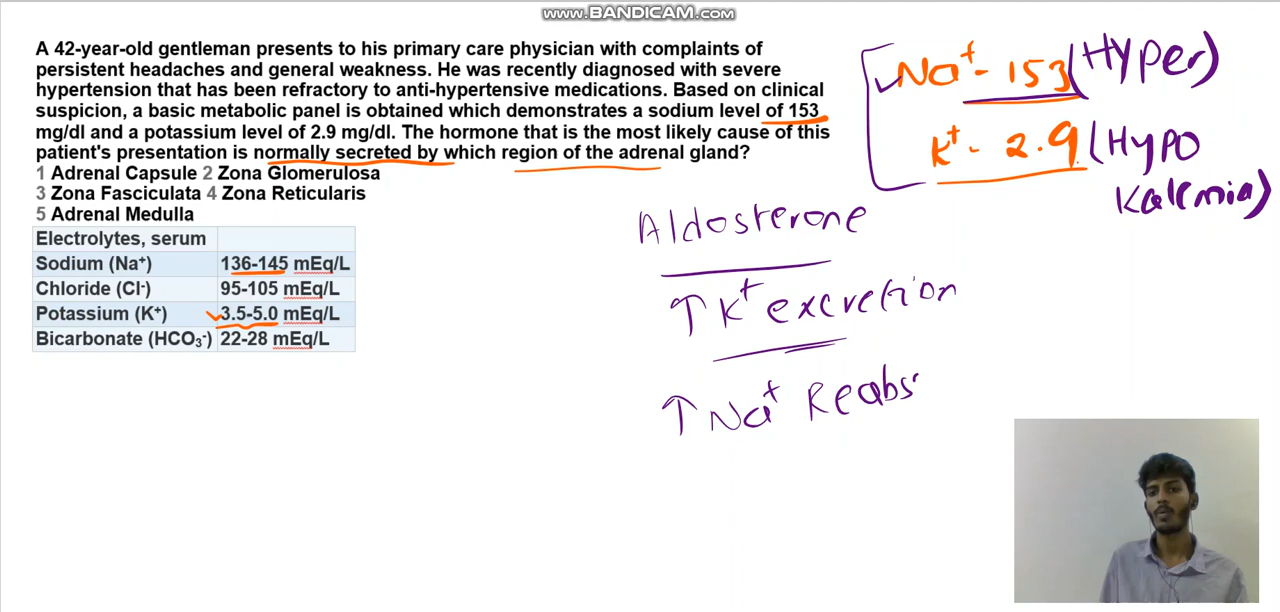 www.BANDICAM.com
A 42-year-old gentleman presents to his primary care physician with complaints of
persistent headaches and general weakness. He was recently diagnosed with severe
hypertension that has been refractory to anti-hypertensive medications. Based on clinical
suspicion, a basic metabolic panel is obtained which demonstrates a sodium level of 153
mg/dl and a potassium level of 2.9 mg/dl. The hormone that is the most likely cause of this
patient's presentation is normally secreted by which region of the adrenal gland?
1 Adrenal Capsule 2 Zona Glomerulosa
3 Zona Fasciculata 4 Zona Reticularis
5 Adrenal Medulla
Electrolytes, serum
Sodium (Na⁺) 136-145 mEq/L
Chloride (Cl⁻) 95-105 mEq/L
Potassium (K⁺) 3.5-5.0 mEq/L
Bicarbonate (HCO₃⁻) 22-28 mEq/L
Na⁺ - 153 (Hyper)
K⁺ - 2.9 (Hypo
Kalemia)
Aldosterone
↑ K⁺ excretion
↑ Na⁺ Reabs